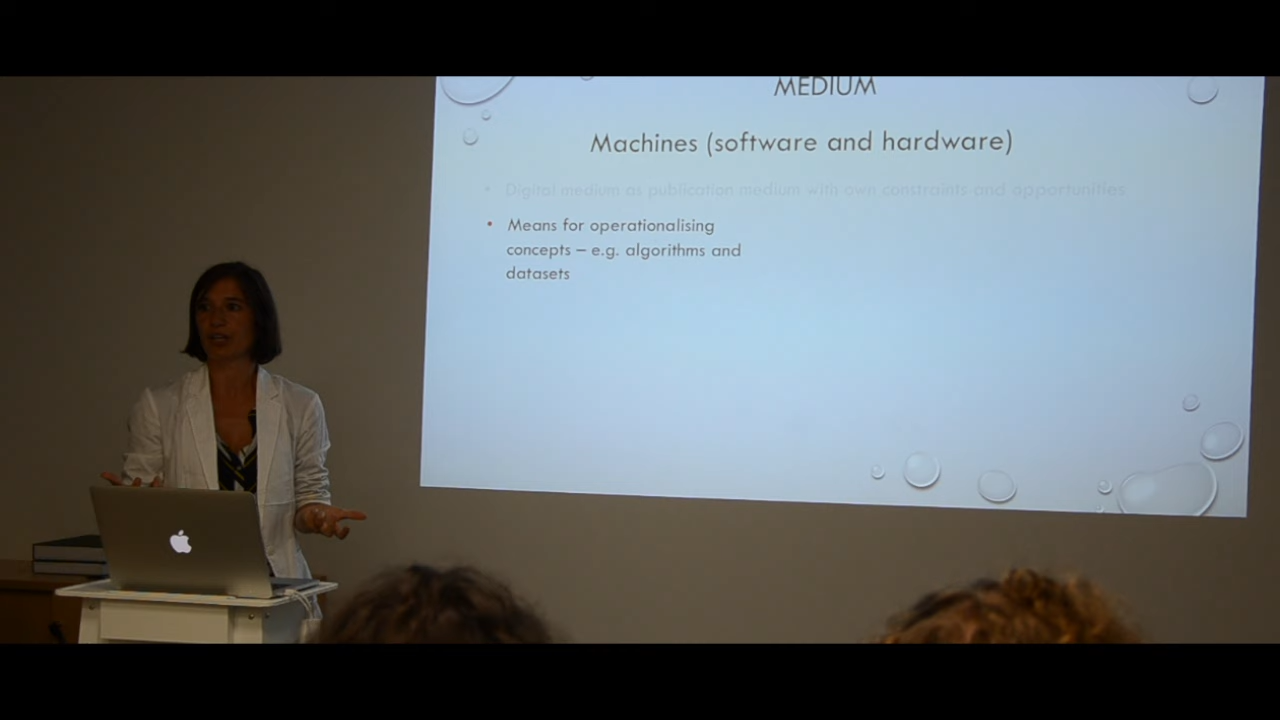 MEDIUM
Machines (software and hardware)
• Digital medium as publication medium with own constraints and opportunities
• Means for operationalising
concepts – e.g. algorithms and
datasets